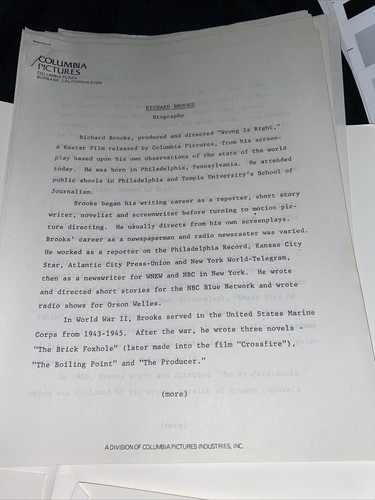 COLUMBIA
PICTURES
COLUMBIA PLAZA
BURBANK, CALIFORNIA 91505
RICHARD BROOKS
Biography
Richard Brooks, produced and directed "Wrong Is Right,"
a Rastar Film released by Columbia Pictures, from his screen-
play based upon his own observations of the state of the world
today. He was born in Philadelphia, Pennsylvania. He attended
public shools in Philadelphia and Temple University's School of
Journalism.
Brooks began his writing career as a reporter, short story
writer, novelist and screenwriter before turning to motion pic-
ture directing. He usually directs from his own screenplays.
Brooks' career as a newspaperman and radio newscaster was varied.
He worked as a reporter on the Philadelphia Record, Kansas City
Star, Atlantic City Press-Union and New York World-Telegram,
then as a newswriter for WNEW and NBC in New York. He wrote
and directed short stories for the NBC Blue Network and wrote
radio shows for Orson Welles.
In World War II, Brooks served in the United States Marine
Corps from 1943-1945. After the war, he wrote three novels -
"The Brick Foxhole" (later made into the film "Crossfire"),
"The Boiling Point" and "The Producer."
(more)
A DIVISION OF COLUMBIA PICTURES INDUSTRIES, INC.